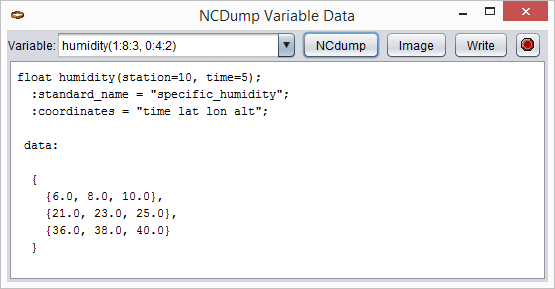 NCDump Variable Data
Variable: humidity(1:8:3, 0:4:2) NCdump Image Write
float humidity(station=10, time=5);
:standard_name = "specific_humidity";
:coordinates = "time lat lon alt";
data:
{
{6.0, 8.0, 10.0},
{21.0, 23.0, 25.0},
{36.0, 38.0, 40.0}
}